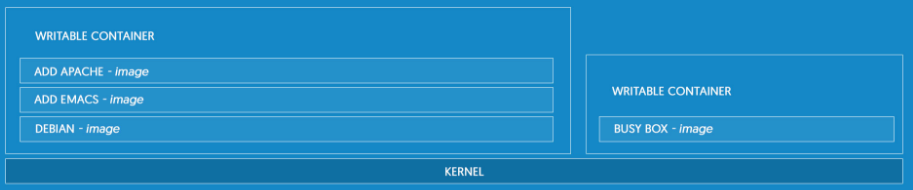 WRITABLE CONTAINER
ADD APACHE - image
ADD EMACS - image
DEBIAN - image
WRITABLE CONTAINER
BUSY BOX - image
KERNEL